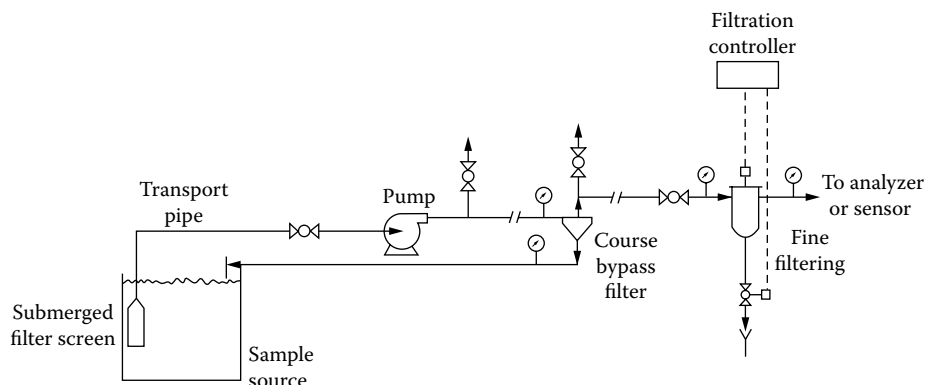 Filtration
controller
Transport
pipe
Pump
To analyzer
or sensor
Course
bypass
filter
Fine
filtering
Submerged
filter screen
Sample
source